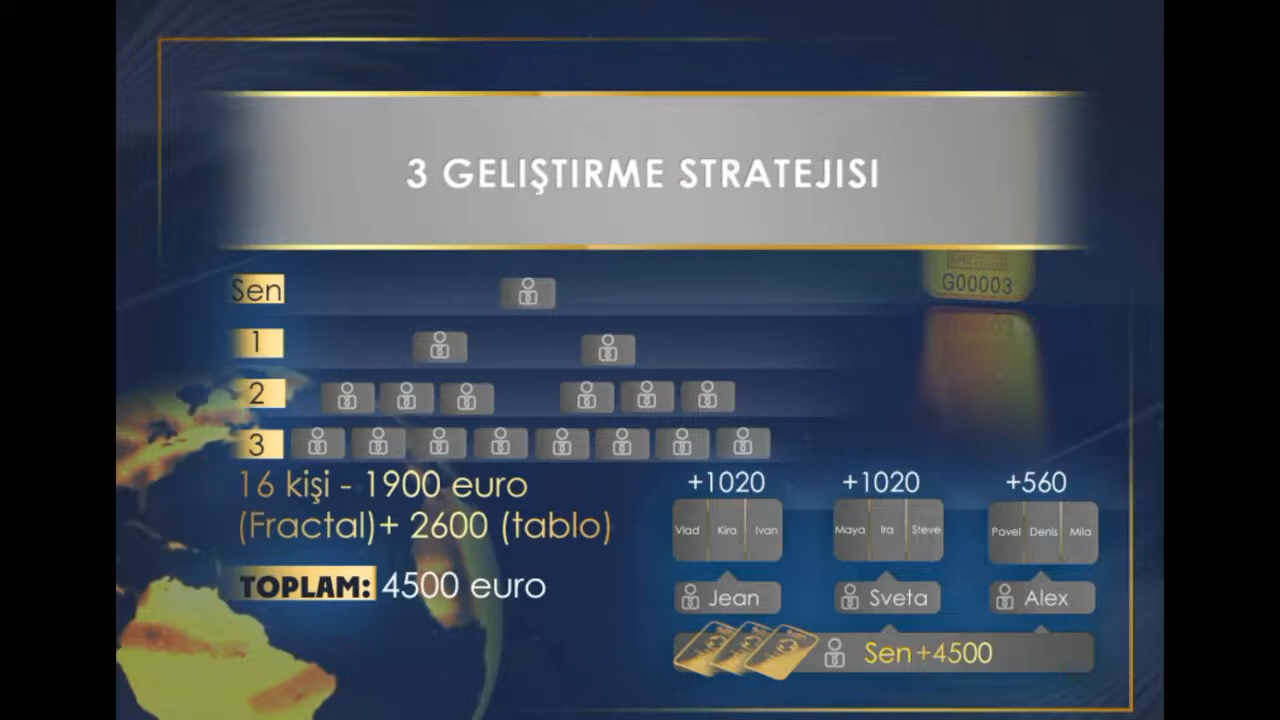 3 GELIŞTIRME STRATEJISI
G00003
Sen
1
2
3
16 kişi - 1900 euro
(Fractal)+ 2600 (tablo)
TOPLAM: 4500 euro
+1020 +1020 +560
Vlad Kira Ivan Maya Ira Steve Pavel Denis Mila
Jean Sveta Alex
Sen+4500